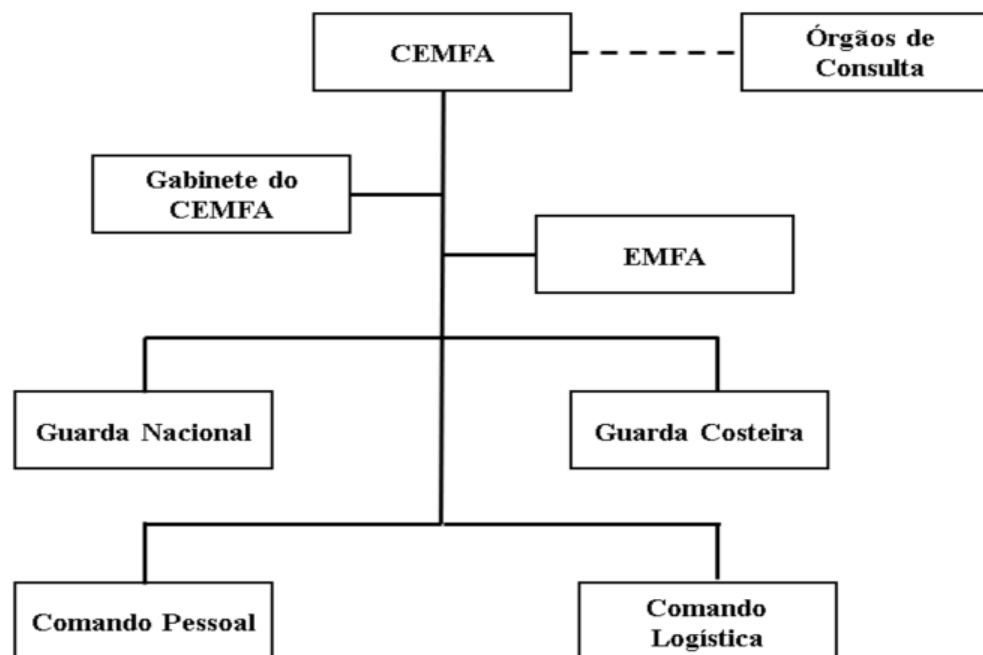 CEMFA
Órgãos de
Consulta
Gabinete do
CEMFA
EMFA
Guarda Nacional
Guarda Costeira
Comando Pessoal
Comando
Logística